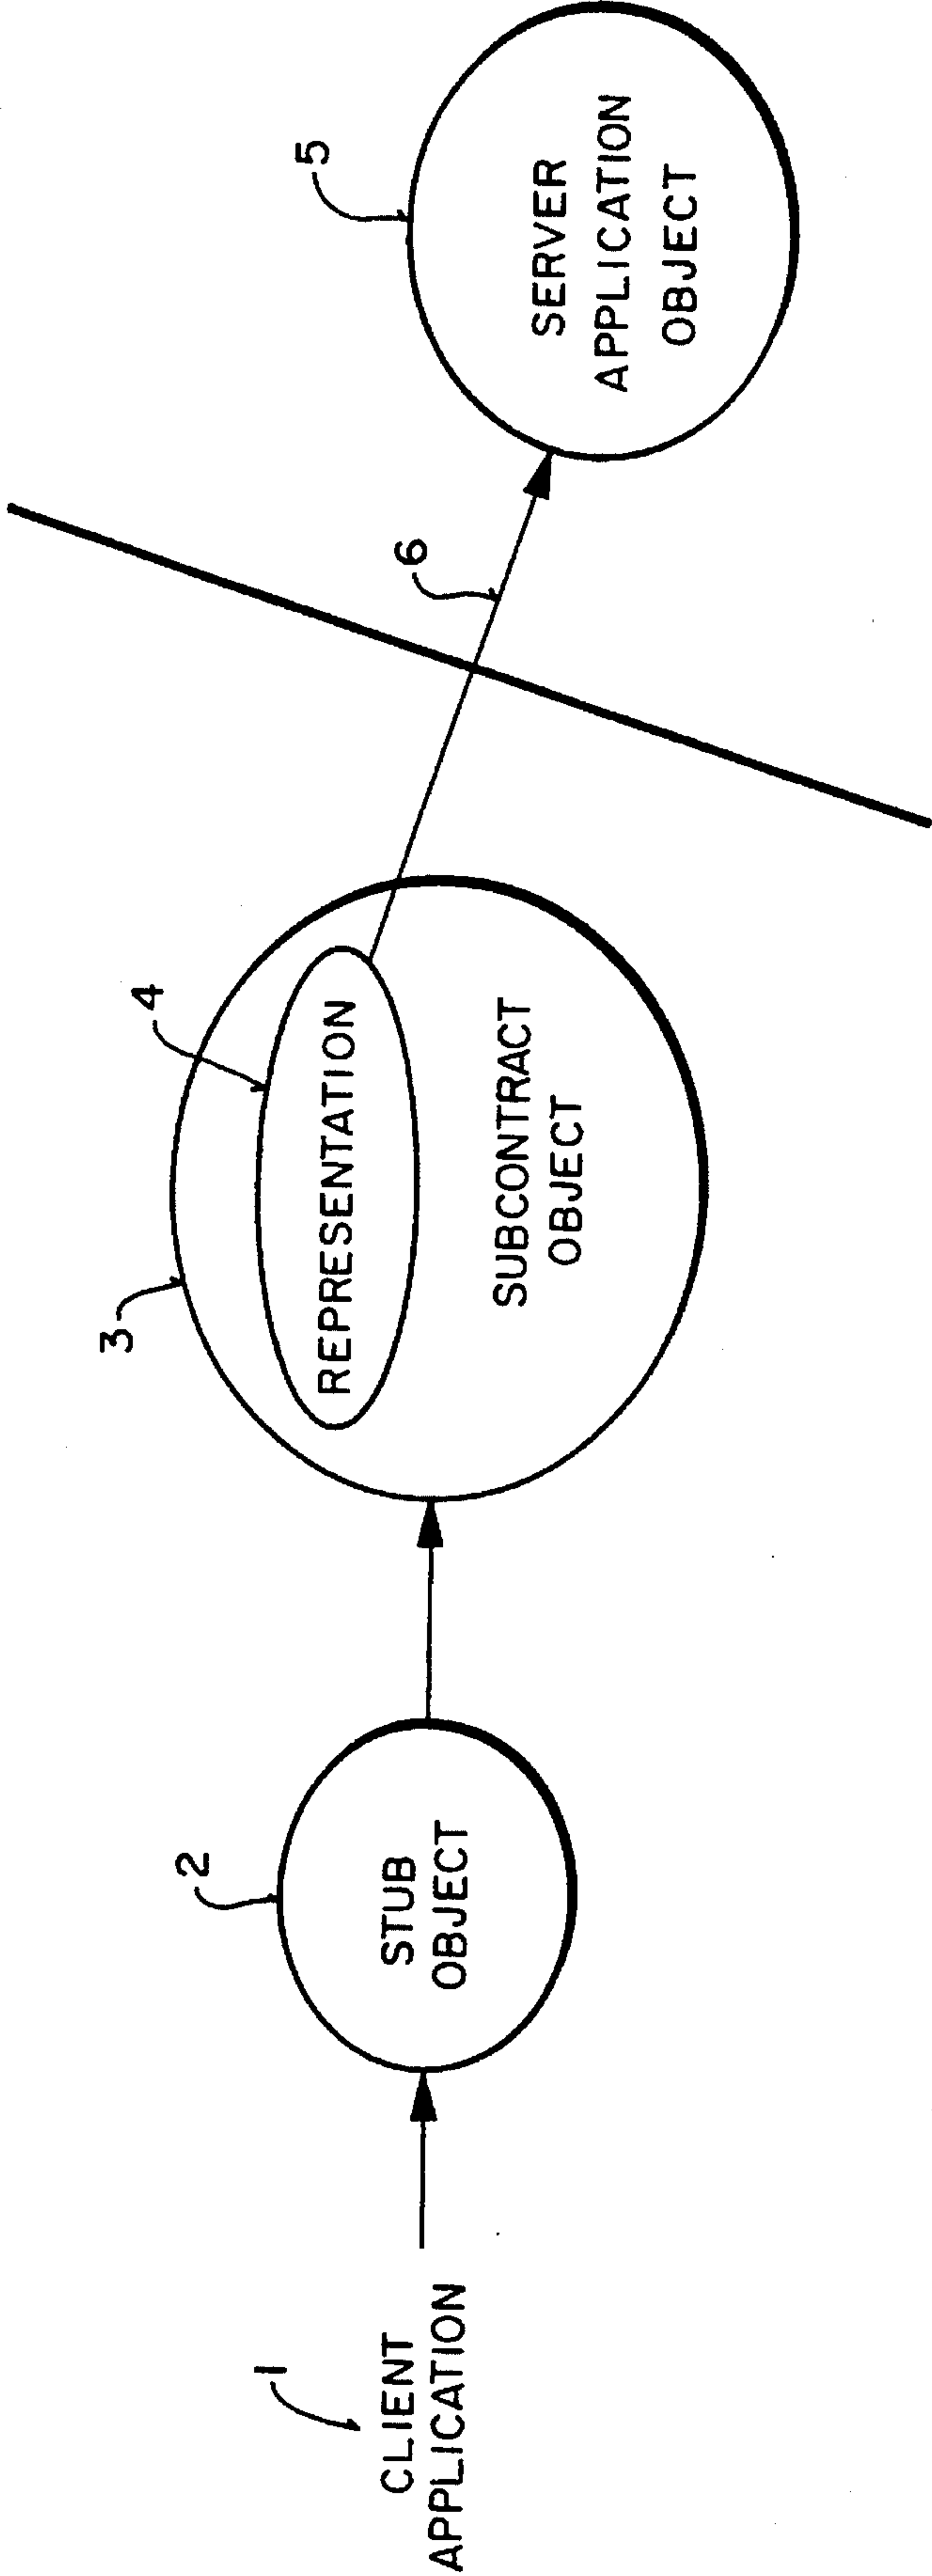 1
CLIENT
APPLICATION
2
STUB
OBJECT
3
4
REPRESENTATION
SUBCONTRACT
OBJECT
6
5
SERVER
APPLICATION
OBJECT